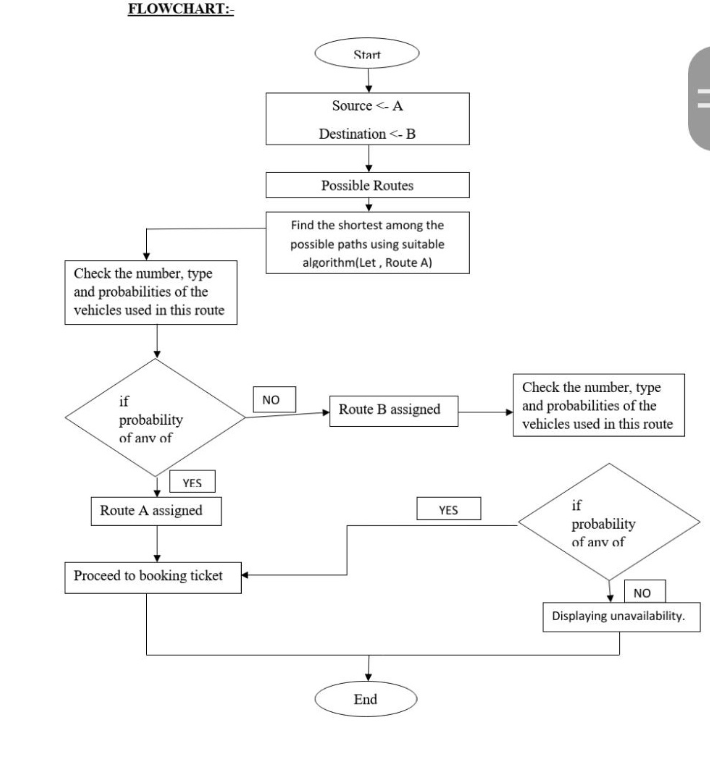 FLOWCHART:-
Start
Source <- A
Destination <- B
Possible Routes
Find the shortest among the
possible paths using suitable
algorithm(Let , Route A)
Check the number, type
and probabilities of the
vehicles used in this route
if
probability
of any of
NO
Route B assigned
Check the number, type
and probabilities of the
vehicles used in this route
YES
Route A assigned
YES
if
probability
of any of
Proceed to booking ticket
NO
Displaying unavailability.
End